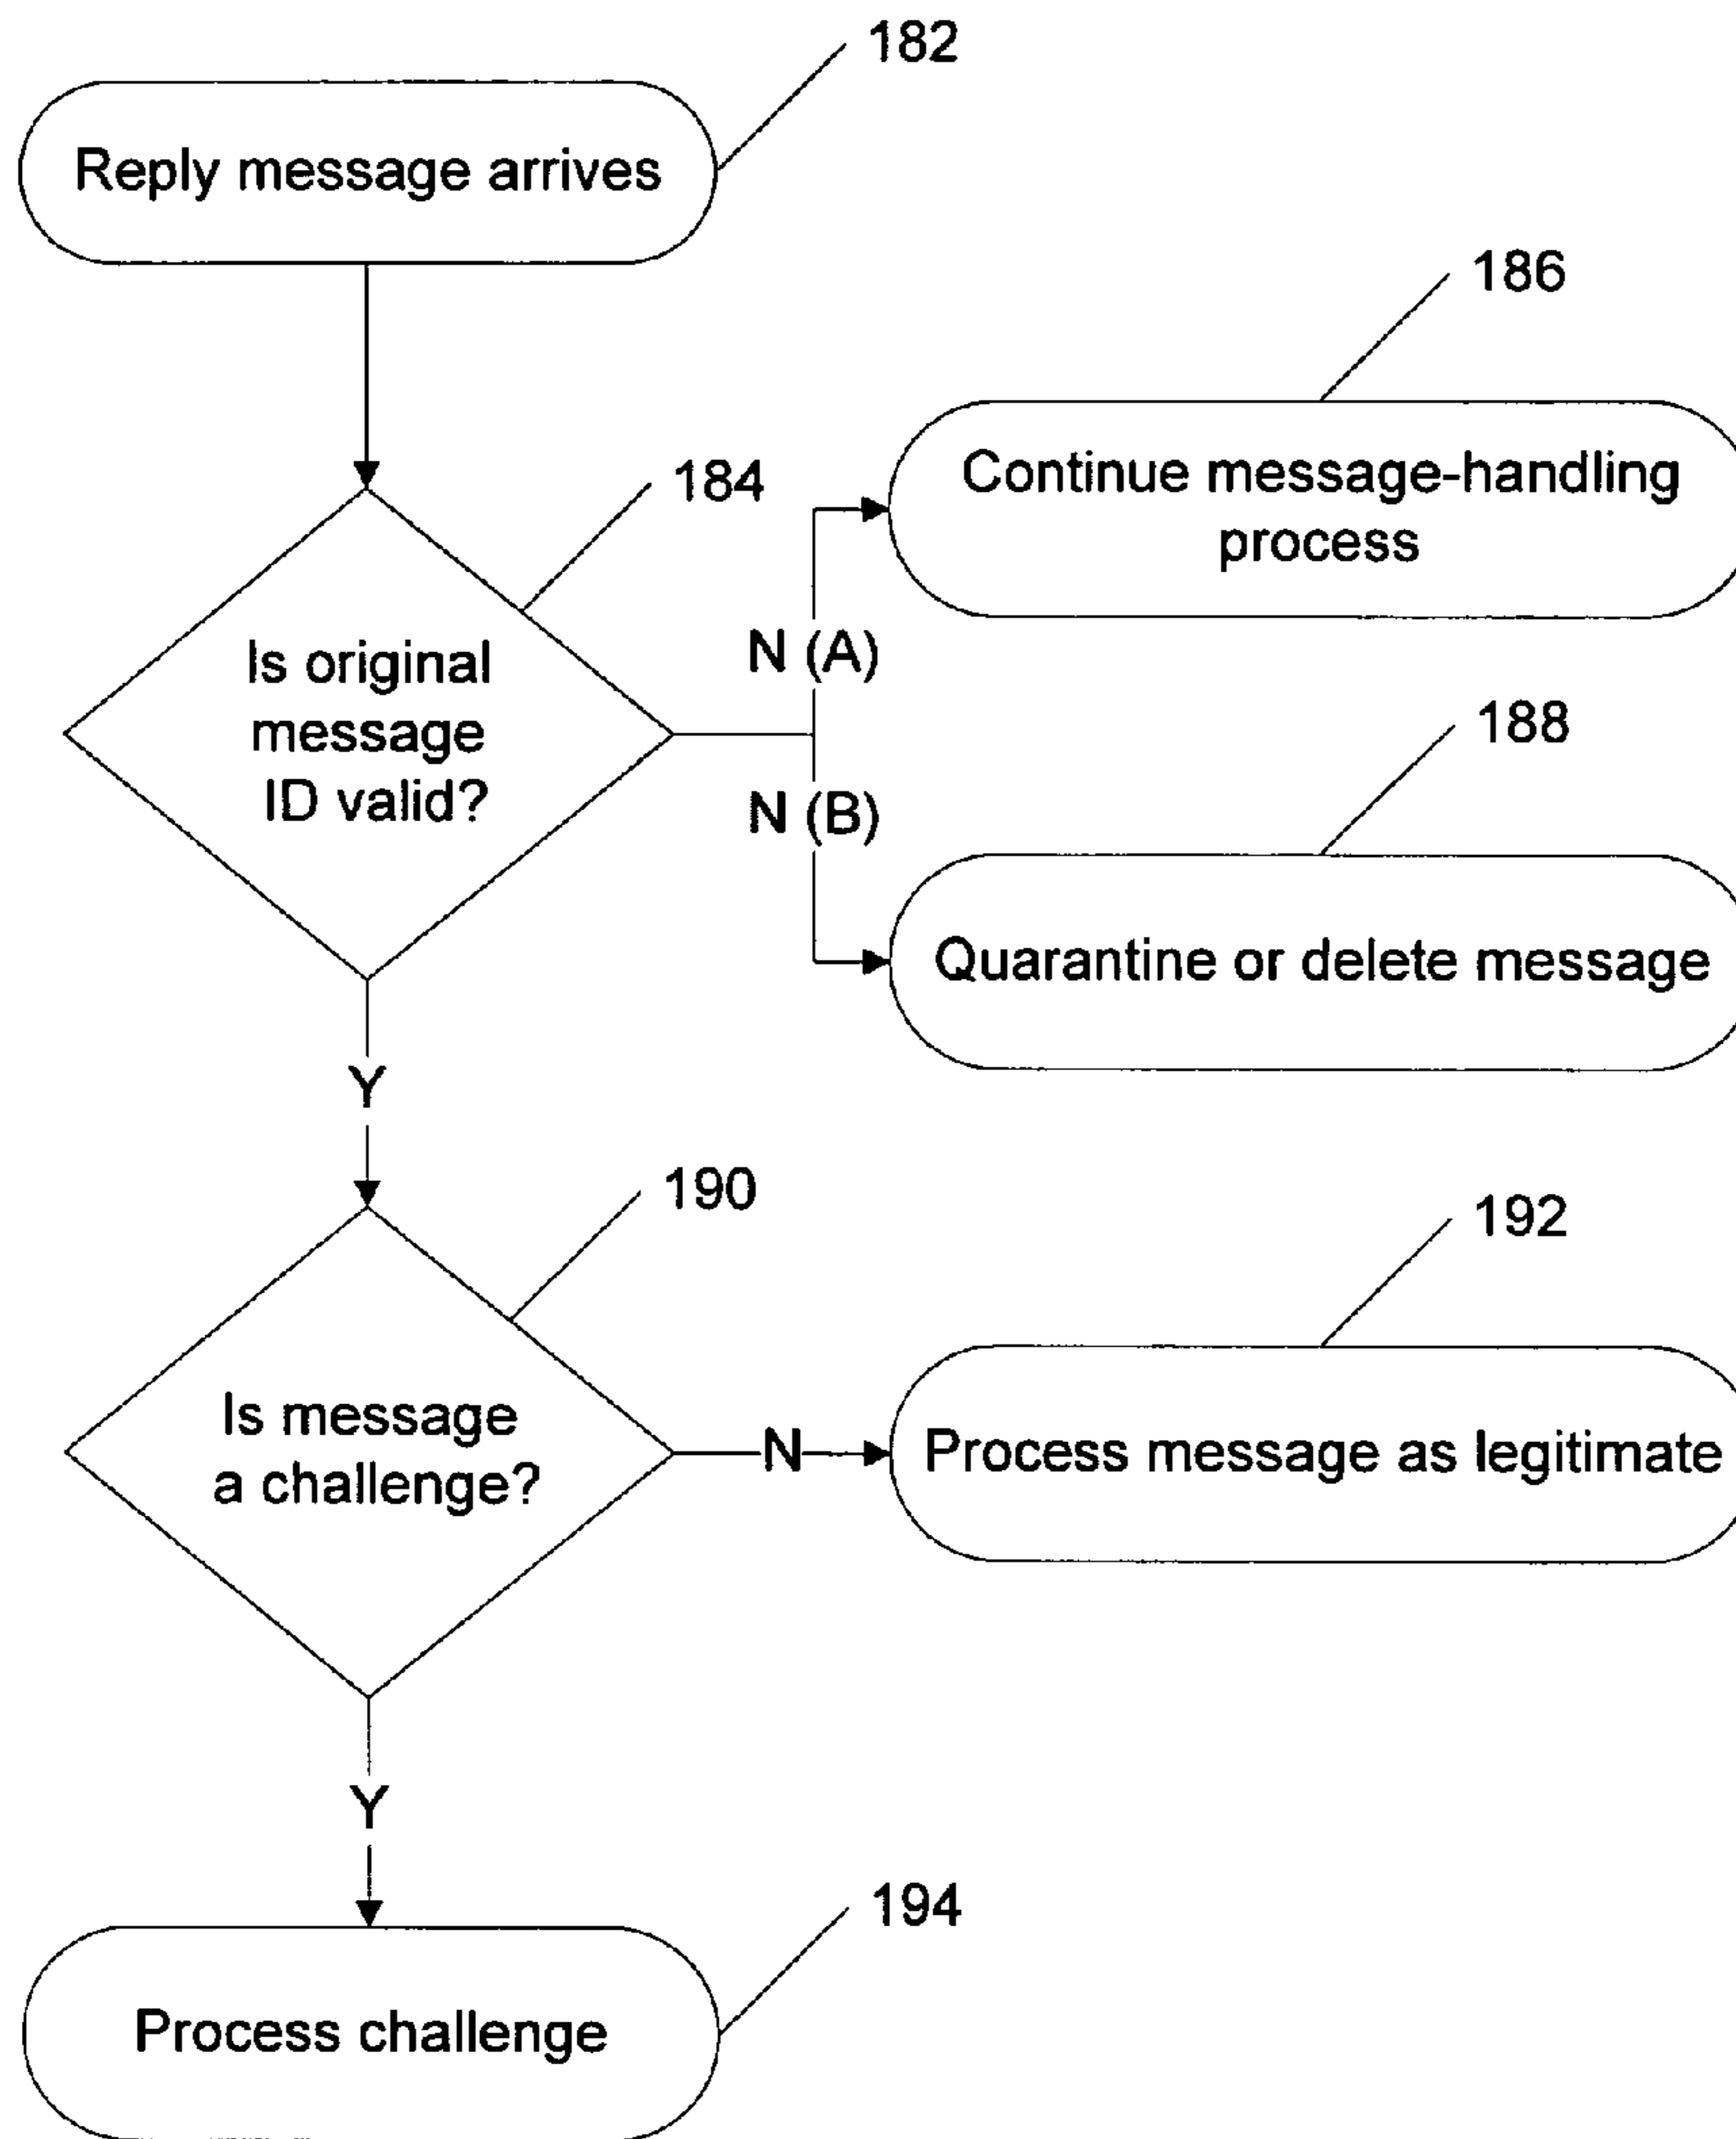 182
Reply message arrives
186
Continue message-handling
process
184
Is original
message
ID valid?
N (A)
N (B)
188
Quarantine or delete message
Y
190
192
Is message
a challenge?
N
Process message as legitimate
Y
194
Process challenge